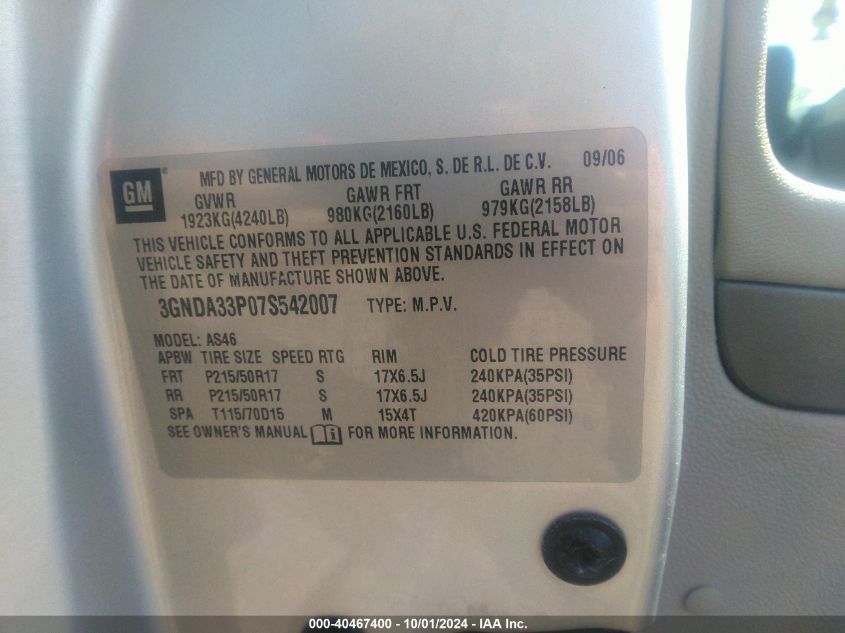 GM ®
MFD BY GENERAL MOTORS DE MEXICO, S. DE R.L. DE C.V. 09/06
GVWR GAWR FRT GAWR RR
1923KG(4240LB) 980KG(2160LB) 979KG(2158LB)
THIS VEHICLE CONFORMS TO ALL APPLICABLE U.S. FEDERAL MOTOR
VEHICLE SAFETY AND THEFT PREVENTION STANDARDS IN EFFECT ON
THE DATE OF MANUFACTURE SHOWN ABOVE.
3GNDA33P07S542007 TYPE: M.P.V.
MODEL: AS46
APBW TIRE SIZE SPEED RTG RIM COLD TIRE PRESSURE
FRT P215/50R17 S 17X6.5J 240KPA(35PSI)
RR P215/50R17 S 17X6.5J 240KPA(35PSI)
SPA T115/70D15 M 15X4T 420KPA(60PSI)
SEE OWNER'S MANUAL FOR MORE INFORMATION.
000-40467400 - 10/01/2024 - IAA Inc.